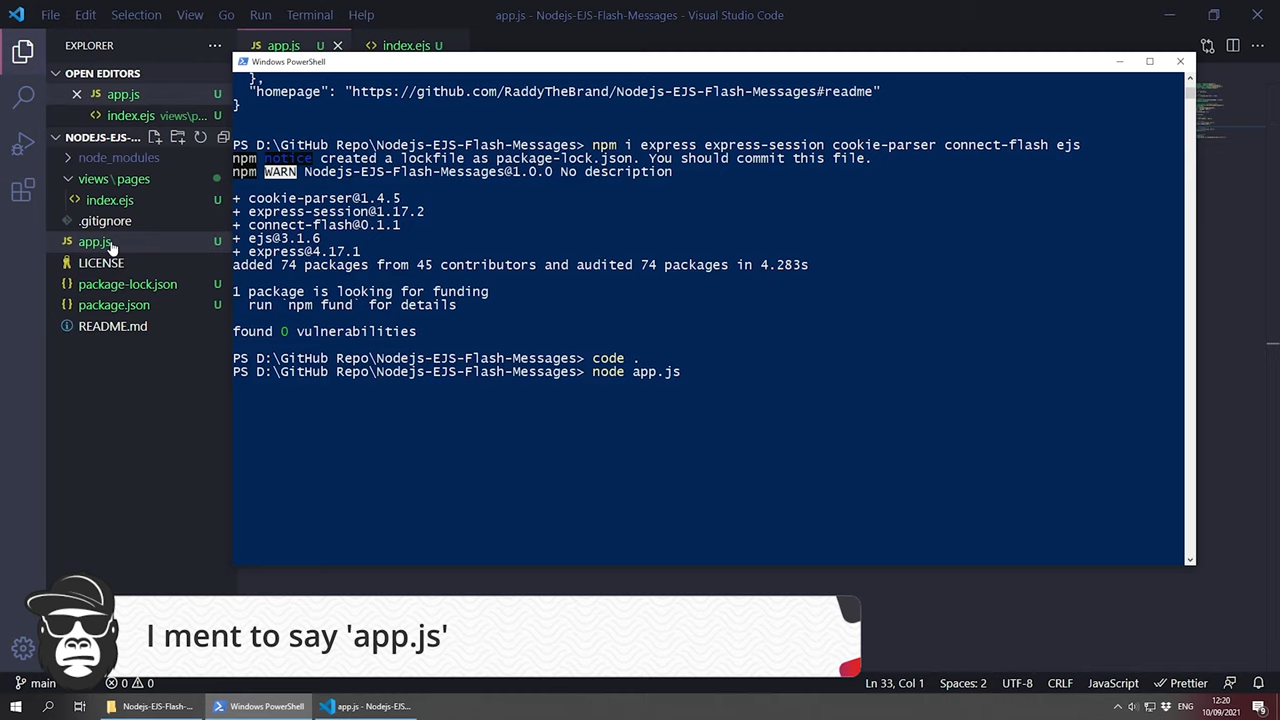 File Edit Selection View Go Run Terminal Help
app.js - Nodejs-EJS-Flash-Messages - Visual Studio Code
EXPLORER
app.js U
index.ejs U
OPEN EDITORS
app.js U
index.ejs views\p... U
NODEJS-EJS-...
node_modules
views\pages
index.ejs U
.gitignore
app.js U
LICENSE
package-lock.json U
package.json U
README.md
Windows PowerShell
},
"homepage": "https://github.com/RaddyTheBrand/Nodejs-EJS-Flash-Messages#readme"
}
PS D:\GitHub Repo\Nodejs-EJS-Flash-Messages> npm i express express-session cookie-parser connect-flash ejs
npm notice created a lockfile as package-lock.json. You should commit this file.
npm WARN Nodejs-EJS-Flash-Messages@1.0.0 No description
+ cookie-parser@1.4.5
+ express-session@1.17.2
+ connect-flash@0.1.1
+ ejs@3.1.6
+ express@4.17.1
added 74 packages from 45 contributors and audited 74 packages in 4.283s
1 package is looking for funding
run `npm fund` for details
found 0 vulnerabilities
PS D:\GitHub Repo\Nodejs-EJS-Flash-Messages> code .
PS D:\GitHub Repo\Nodejs-EJS-Flash-Messages> node app.js
I ment to say 'app.js'
main 0 0
Ln 33, Col 1 Spaces: 2 UTF-8 CRLF JavaScript Prettier
Nodejs-EJS-Flash-...
Windows PowerShell
app.js - Nodejs-EJS...
ENG
12:20
10/09/2021